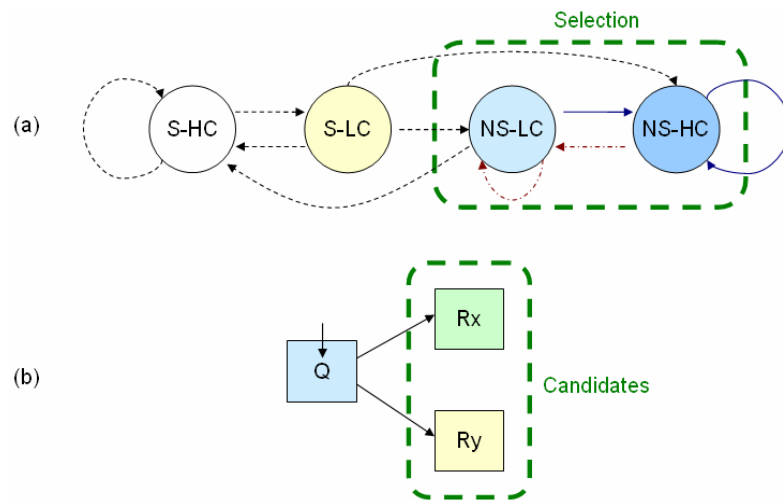 Selection
(a)
S-HC
S-LC
NS-LC
NS-HC
(b)
Q
Rx
Ry
Candidates